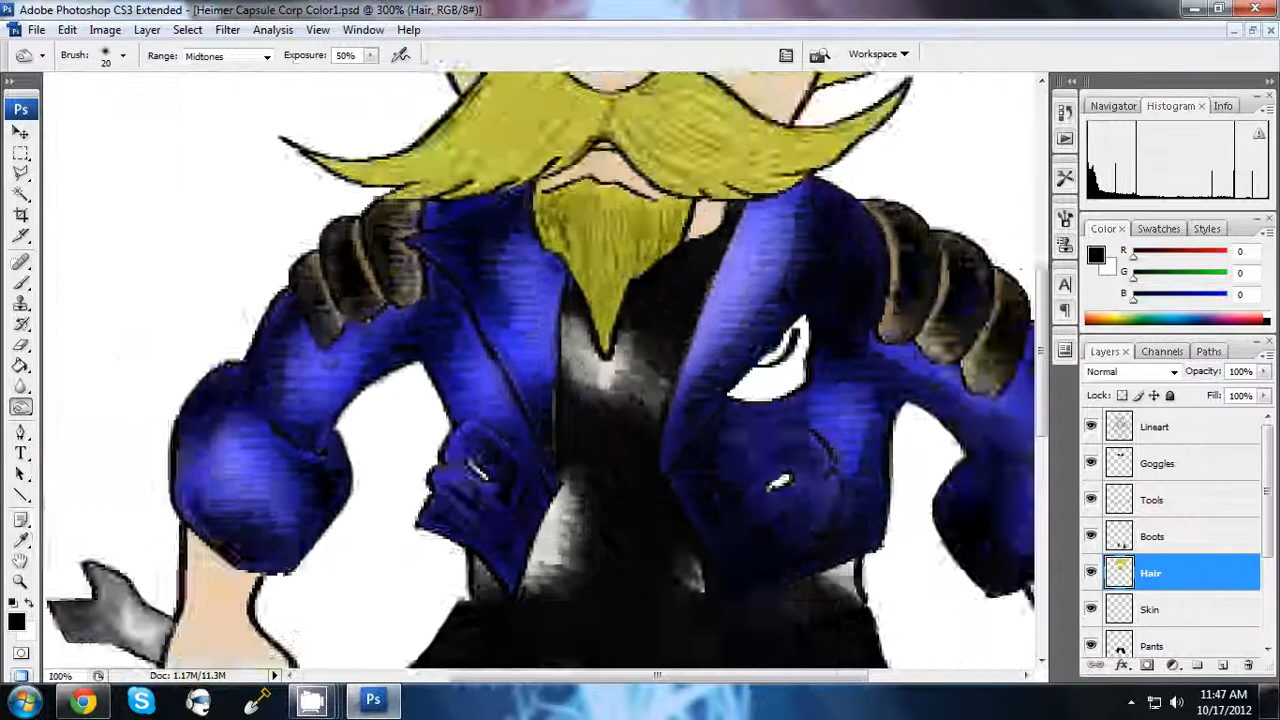 Adobe Photoshop CS3 Extended - [Heimer Capsule Corp Color1.psd @ 300% (Hair, RGB/8#)]
File Edit Image Layer Select Filter Analysis View Window Help
Brush: 20 Range: Midtones Exposure: 50% Workspace
Ps
Navigator Histogram Info
Color Swatches Styles
R 0
G 0
B 0
Layers Channels Paths
Normal Opacity: 100%
Lock: Fill: 100%
Lineart
Goggles
Tools
Boots
Hair
Skin
Pants
100% Doc: 1.17M/11.3M
Ps
11:47 AM
10/17/2012